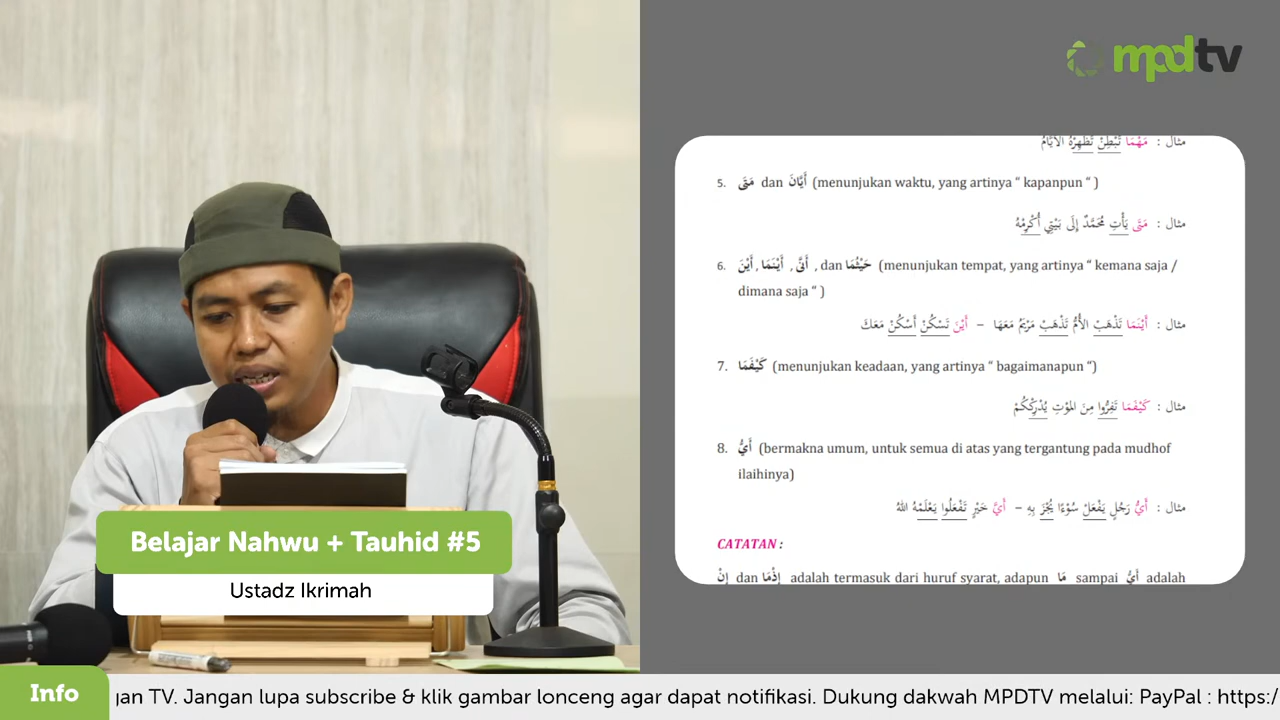 mpdtv
مثال : مَهْمَا تُبْطِنْ تُظْهِرْهُ الأَيَّامُ
5. مَتَى dan أَيَّانَ (menunjukan waktu, yang artinya “ kapanpun “ )
مثال : مَتَى يَأْتِ مُحَمَّدٌ إِلَى بَيْتِي أُكْرِمْهُ
6. أَيْنَ , أَيْنَمَا , أَنَّى , dan حَيْثُمَا (menunjukan tempat, yang artinya “ kemana saja /
dimana saja “ )
مثال : أَيْنَمَا تَذْهَبْ الأُمُّ تَذْهَبْ مَرْيَمُ مَعَهَا – أَيْنَ تَسْكُنْ أَسْكُنْ مَعَكَ
7. كَيْفَمَا (menunjukan keadaan, yang artinya “ bagaimanapun “)
مثال : كَيْفَمَا تَفِرُّوا مِنَ المَوْتِ يُدْرِكْكُمْ
8. أَيُّ (bermakna umum, untuk semua di atas yang tergantung pada mudhof
ilaihinya)
مثال : أَيُّ رَجُلٍ يَفْعَلْ سُوْءًا يُجْزَ بِهِ – أَيَّ خَيْرٍ تَفْعَلُوا يَعْلَمْهُ اللهُ
CATATAN :
إِنْ dan إِذْمَا adalah termasuk dari huruf syarat, adapun مَا sampai أَيُّ adalah
Belajar Nahwu + Tauhid #5
Ustadz Ikrimah
Info
TV. Jangan lupa subscribe & klik gambar lonceng agar dapat notifikasi. Dukung dakwah MPDTV melalui: PayPal : https:/